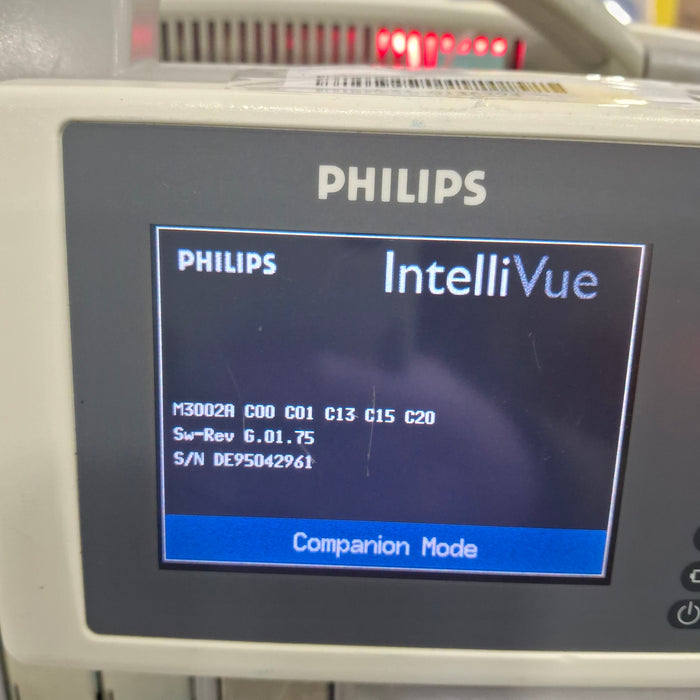 PHILIPS
PHILIPS IntelliVue
M3002A C00 C01 C13 C15 C20
Sw-Rev G.01.75
S/N DE95042961
Companion Mode